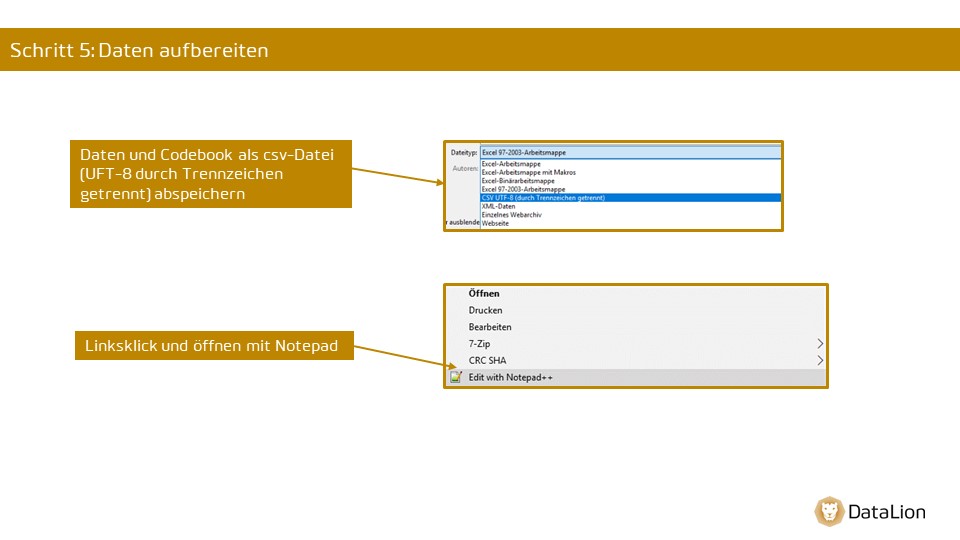 Schritt 5: Daten aufbereiten
Daten und Codebook als csv-Datei
(UFT-8 durch Trennzeichen
getrennt) abspeichern
Dateityp: Excel 97-2003-Arbeitsmappe
Autoren: Excel-Arbeitsmappe
Excel-Arbeitsmappe mit Makros
Excel-Binärarbeitsmappe
Excel 97-2003-Arbeitsmappe
CSV UTF-8 (durch Trennzeichen getrennt)
XML-Daten
Einzelnes Webarchiv
r ausblende Webseite
Öffnen
Drucken
Bearbeiten
7-Zip
CRC SHA
Linksklick und öffnen mit Notepad
Edit with Notepad++
DataLion